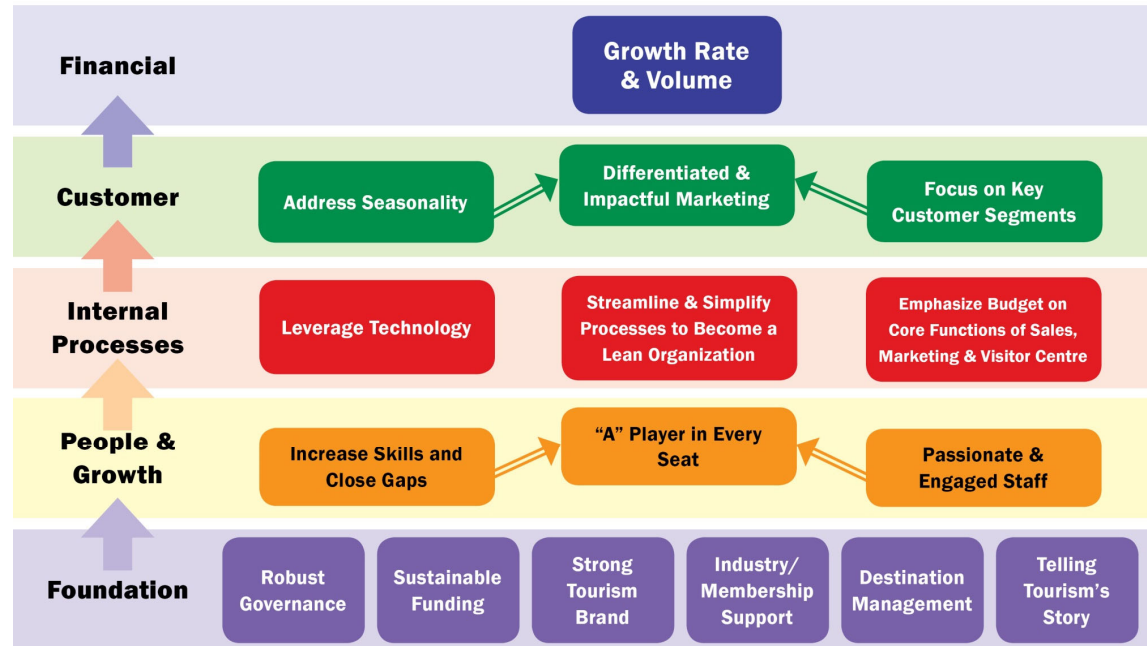 Financial
Growth Rate
& Volume
Customer
Address Seasonality
Differentiated &
Impactful Marketing
Focus on Key
Customer Segments
Internal
Processes
Leverage Technology
Streamline & Simplify
Processes to Become a
Lean Organization
Emphasize Budget on
Core Functions of Sales,
Marketing & Visitor Centre
People &
Growth
Increase Skills and
Close Gaps
“A” Player in Every
Seat
Passionate &
Engaged Staff
Foundation
Robust
Governance
Sustainable
Funding
Strong
Tourism
Brand
Industry/
Membership
Support
Destination
Management
Telling
Tourism’s
Story